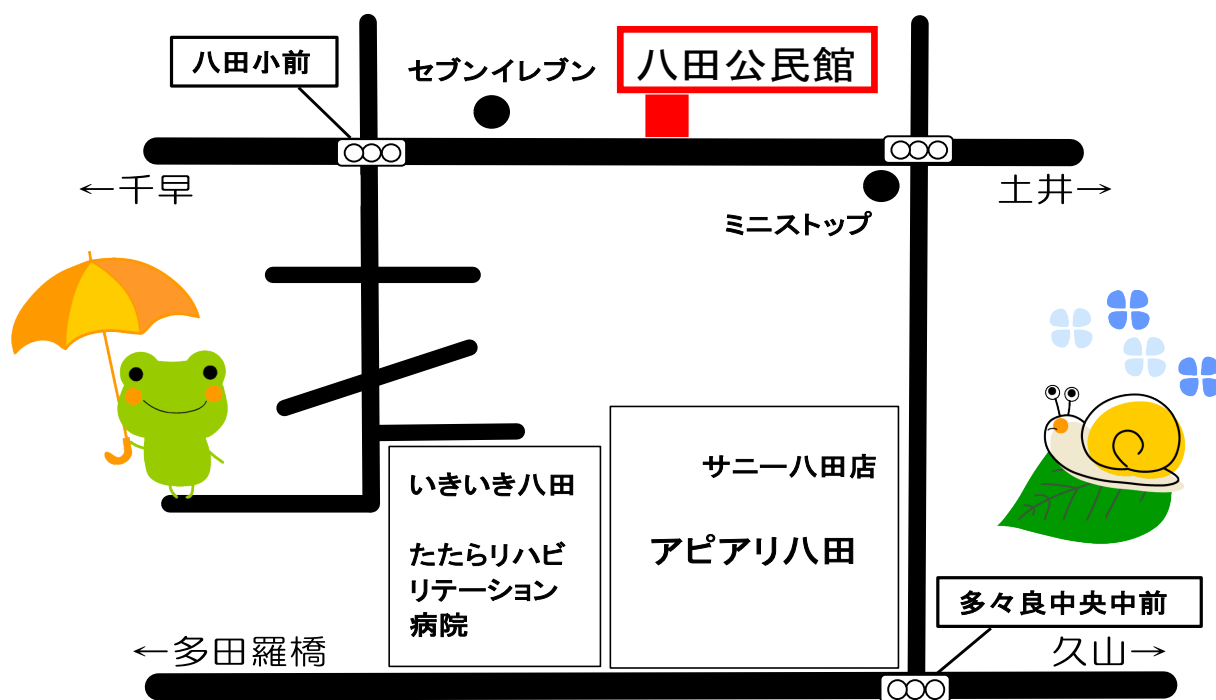 八田公民館
八田小前
セブンイレブン
←千早
土井→
ミニストップ
サニー八田店
いきいき八田
アピアリ八田
たたらリハビ
リテーション
病院
多々良中央中前
←多田羅橋
久山→